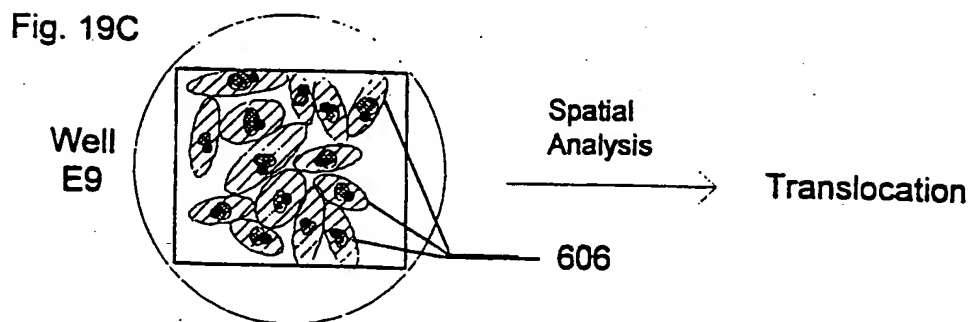 Fig. 19C
Well
E9
Spatial
Analysis
Translocation
606